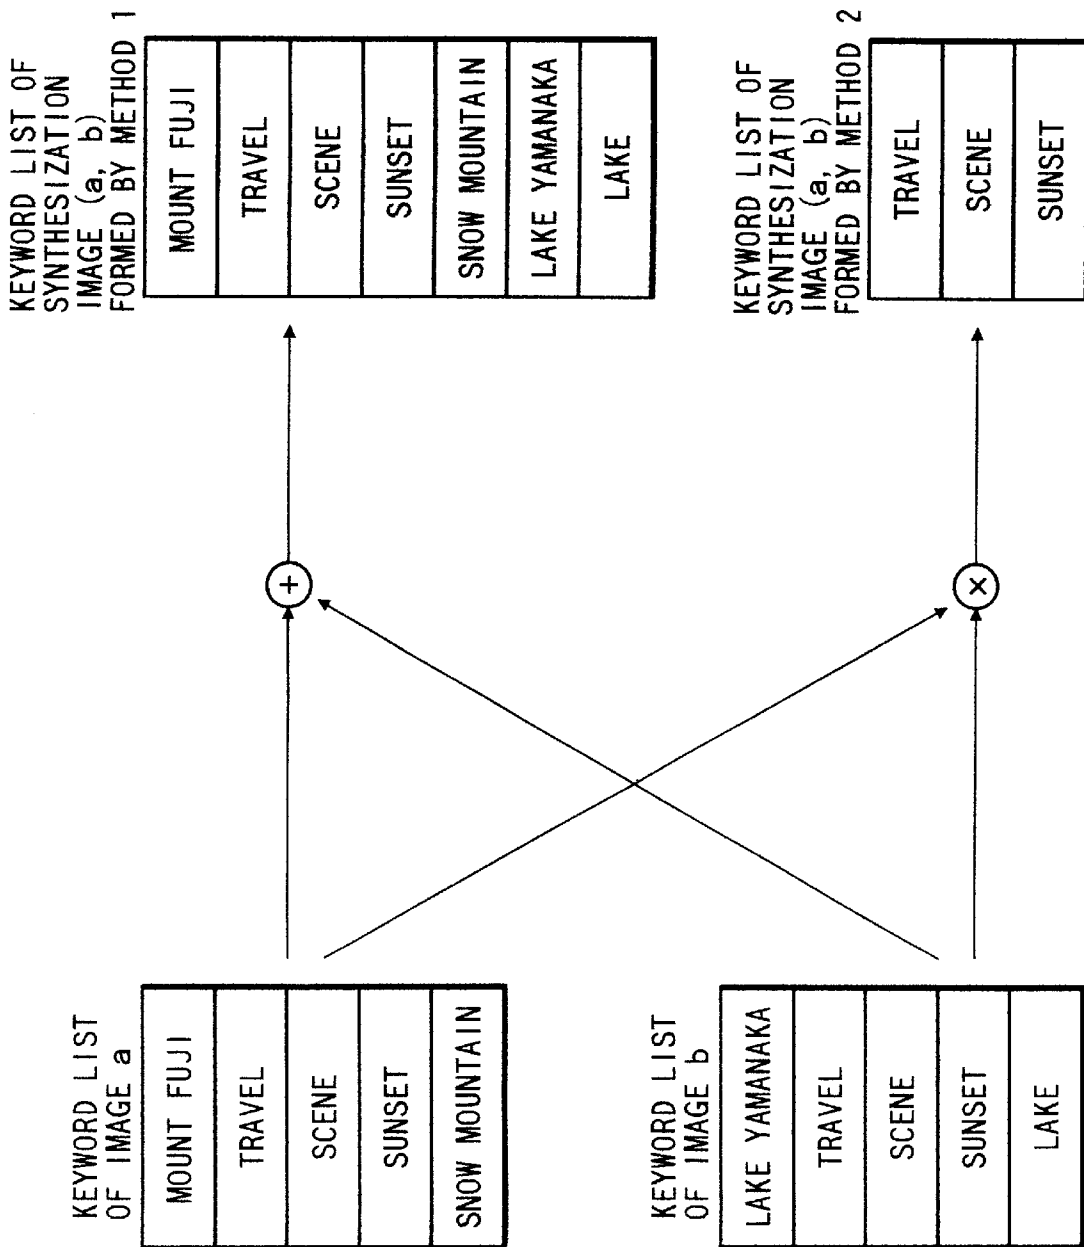 KEYWORD LIST
OF IMAGE a
MOUNT FUJI
TRAVEL
SCENE
SUNSET
SNOW MOUNTAIN
KEYWORD LIST
OF IMAGE b
LAKE YAMANAKA
TRAVEL
SCENE
SUNSET
LAKE
+
×
KEYWORD LIST OF
SYNTHESIZATION
IMAGE (a, b)
FORMED BY METHOD 1
MOUNT FUJI
TRAVEL
SCENE
SUNSET
SNOW MOUNTAIN
LAKE YAMANAKA
LAKE
KEYWORD LIST OF
SYNTHESIZATION
IMAGE (a, b)
FORMED BY METHOD 2
TRAVEL
SCENE
SUNSET